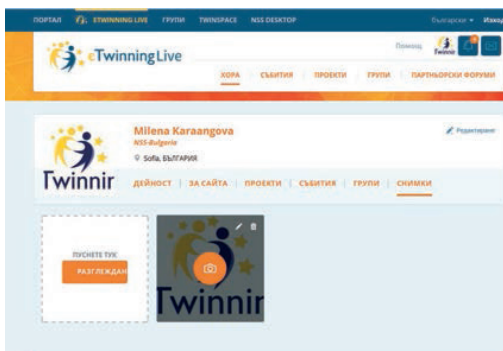 ПОРТАЛ ETWINNING LIVE ГРУПИ TWINSPACE NSS DESKTOP Български Изход
eTwinning Live
Помощ
ХОРА СЪБИТИЯ ПРОЕКТИ ГРУПИ ПАРТНЬОРСКИ ФОРУМИ
Milena Karaangova
NSS-Bulgaria
Sofia, БЪЛГАРИЯ
Редактиране
Twinnir
ДЕЙНОСТ ЗА САЙТА ПРОЕКТИ СЪБИТИЯ ГРУПИ СНИМКИ
ПУСНЕТЕ ТУК
РАЗГЛЕЖДАН
Twinnir